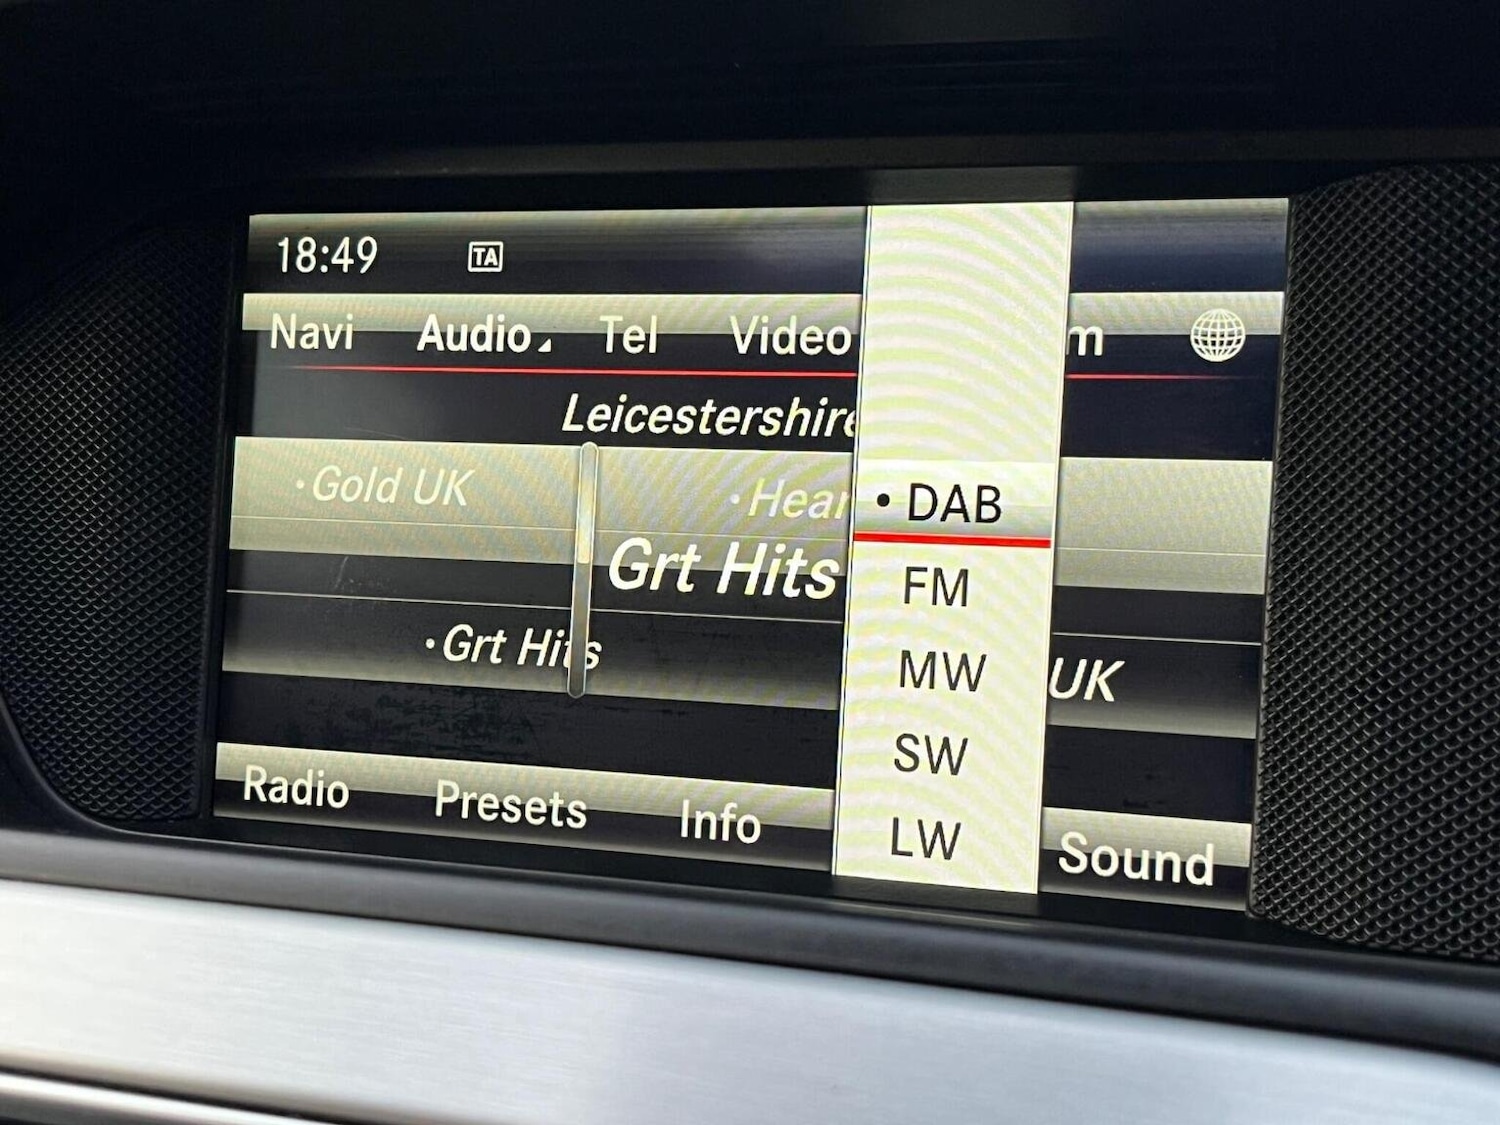 18:49 TA
Navi Audio Tel Video m
Leicestershire
• Gold UK • Hear • DAB
Grt Hits FM
• Grt Hits MW UK
SW
Radio Presets Info LW Sound